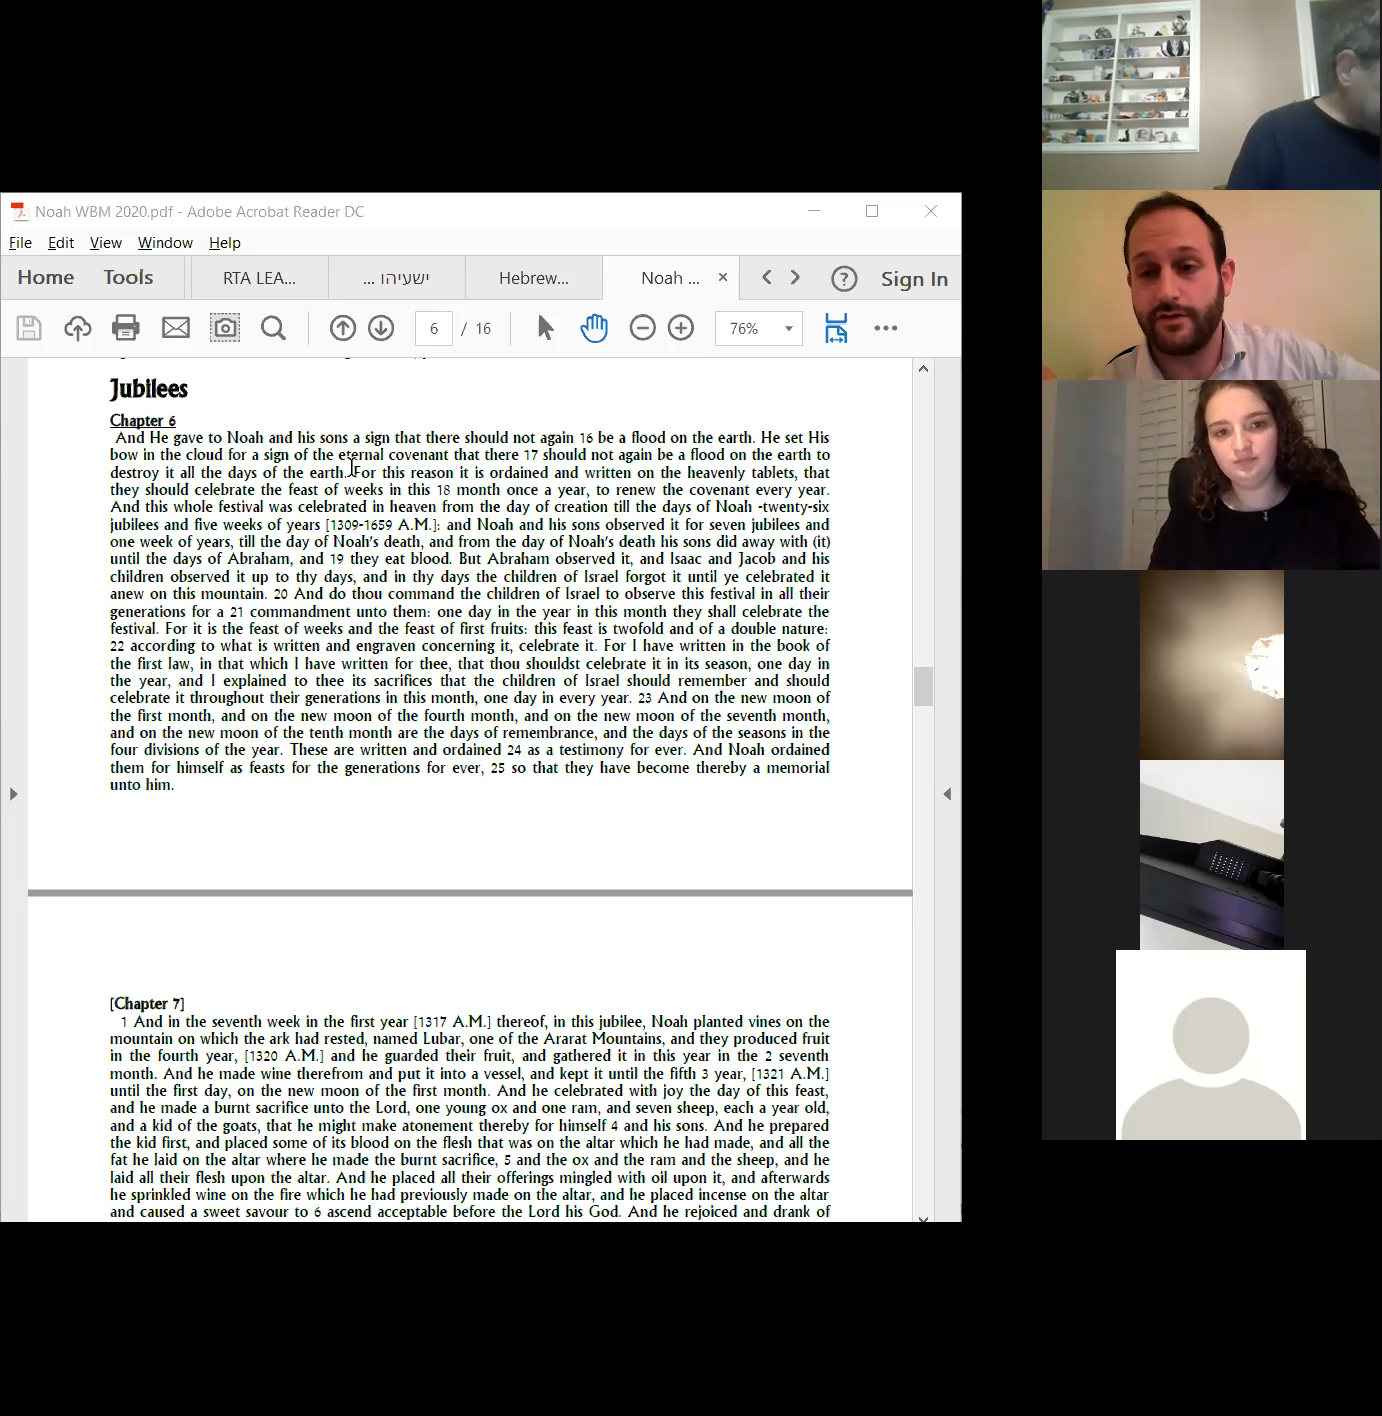 Noah WBM 2020.pdf - Adobe Acrobat Reader DC
File Edit View Window Help
Home Tools RTA LEA... ישעיהו ... Hebrew... Noah ... × Sign In
6 / 16 76%
Jubilees
Chapter 6
And He gave to Noah and his sons a sign that there should not again 16 be a flood on the earth. He set His
bow in the cloud for a sign of the eternal covenant that there 17 should not again be a flood on the earth to
destroy it all the days of the earth. For this reason it is ordained and written on the heavenly tablets, that
they should celebrate the feast of weeks in this 18 month once a year, to renew the covenant every year.
And this whole festival was celebrated in heaven from the day of creation till the days of Noah -twenty-six
jubilees and five weeks of years [1309-1659 A.M.]: and Noah and his sons observed it for seven jubilees and
one week of years, till the day of Noah's death, and from the day of Noah's death his sons did away with (it)
until the days of Abraham, and 19 they eat blood. But Abraham observed it, and Isaac and Jacob and his
children observed it up to thy days, and in thy days the children of Israel forgot it until ye celebrated it
anew on this mountain. 20 And do thou command the children of Israel to observe this festival in all their
generations for a 21 commandment unto them: one day in the year in this month they shall celebrate the
festival. For it is the feast of weeks and the feast of first fruits: this feast is twofold and of a double nature:
22 according to what is written and engraven concerning it, celebrate it. For I have written in the book of
the first law, in that which I have written for thee, that thou shouldst celebrate it in its season, one day in
the year, and I explained to thee its sacrifices that the children of Israel should remember and should
celebrate it throughout their generations in this month, one day in every year. 23 And on the new moon of
the first month, and on the new moon of the fourth month, and on the new moon of the seventh month,
and on the new moon of the tenth month are the days of remembrance, and the days of the seasons in the
four divisions of the year. These are written and ordained 24 as a testimony for ever. And Noah ordained
them for himself as feasts for the generations for ever, 25 so that they have become thereby a memorial
unto him.
[Chapter 7]
1 And in the seventh week in the first year [1317 A.M.] thereof, in this jubilee, Noah planted vines on the
mountain on which the ark had rested, named Lubar, one of the Ararat Mountains, and they produced fruit
in the fourth year, [1320 A.M.] and he guarded their fruit, and gathered it in this year in the 2 seventh
month. And he made wine therefrom and put it into a vessel, and kept it until the fifth 3 year, [1321 A.M.]
until the first day, on the new moon of the first month. And he celebrated with joy the day of this feast,
and he made a burnt sacrifice unto the Lord, one young ox and one ram, and seven sheep, each a year old,
and a kid of the goats, that he might make atonement thereby for himself 4 and his sons. And he prepared
the kid first, and placed some of its blood on the flesh that was on the altar which he had made, and all the
fat he laid on the altar where he made the burnt sacrifice, 5 and the ox and the ram and the sheep, and he
laid all their flesh upon the altar. And he placed all their offerings mingled with oil upon it, and afterwards
he sprinkled wine on the fire which he had previously made on the altar, and he placed incense on the altar
and caused a sweet savour to 6 ascend acceptable before the Lord his God. And he rejoiced and drank of